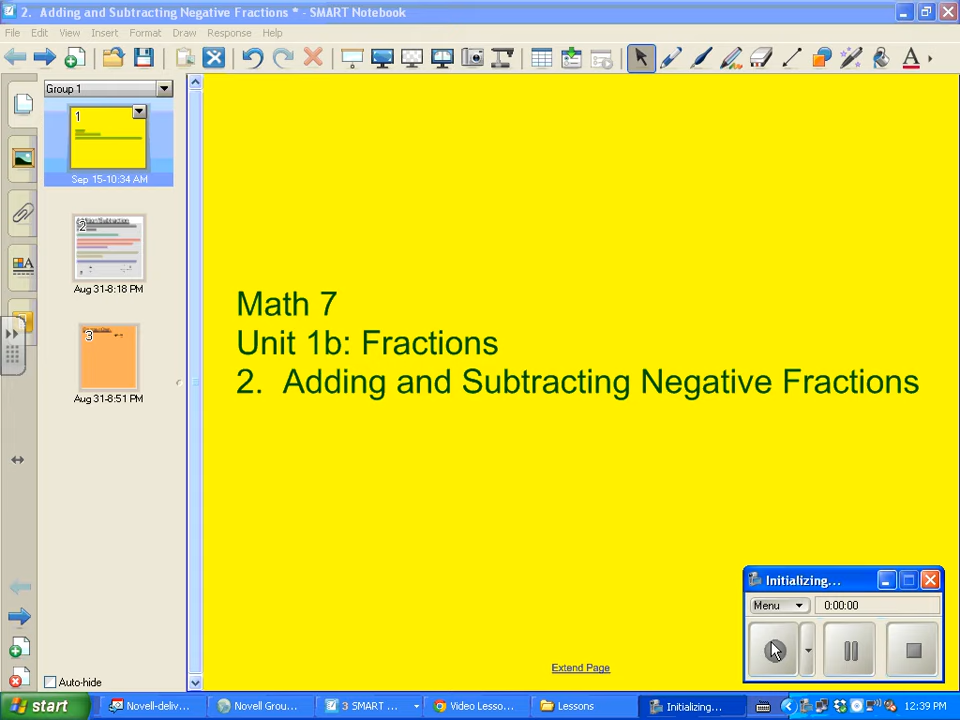 2. Adding and Subtracting Negative Fractions * - SMART Notebook
File Edit View Insert Format Draw Response Help
Group 1
1
Sep 15-10:34 AM
2
Aug 31-8:18 PM
3
Aug 31-8:51 PM
Math 7
Unit 1b: Fractions
2. Adding and Subtracting Negative Fractions
Extend Page
Initializing...
Menu
0:00:00
Auto-hide
start
Novell-deliv...
Novell Grou...
3 SMART ...
Video Lesso...
Lessons
Initializing...
12:39 PM